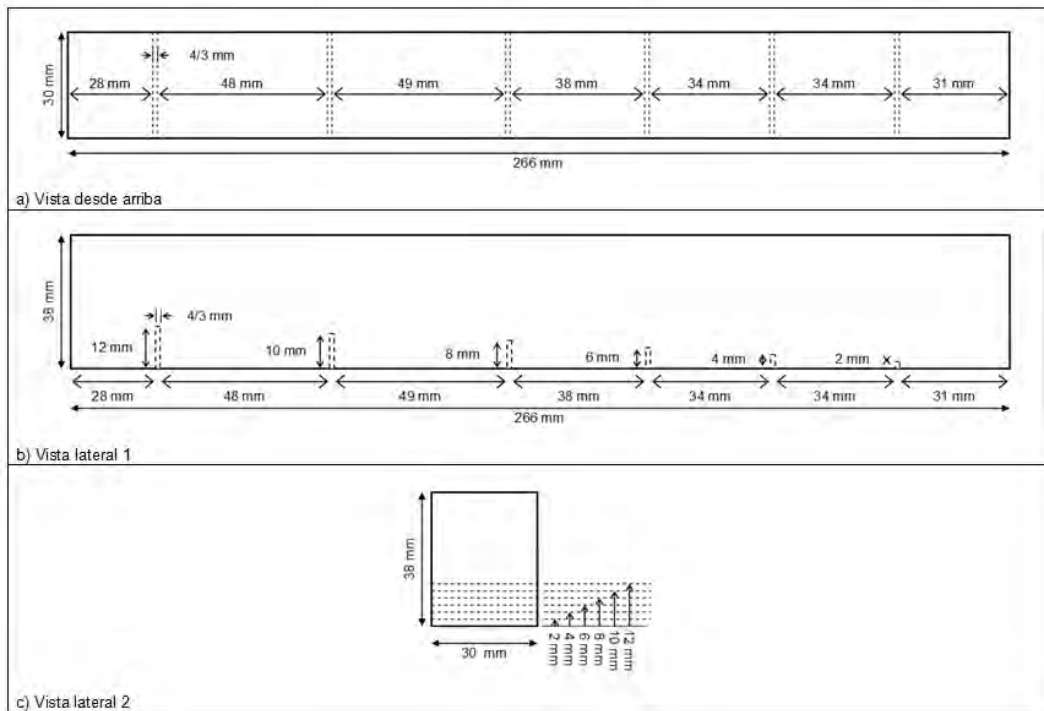 4/3 mm
30 mm
28 mm 48 mm 49 mm 38 mm 34 mm 34 mm 31 mm
266 mm
a) Vista desde arriba
38 mm
4/3 mm
12 mm 10 mm 8 mm 6 mm 4 mm 2 mm
28 mm 48 mm 49 mm 38 mm 34 mm 34 mm 31 mm
266 mm
b) Vista lateral 1
38 mm
30 mm
2 mm
4 mm
6 mm
8 mm
10 mm
12 mm
c) Vista lateral 2